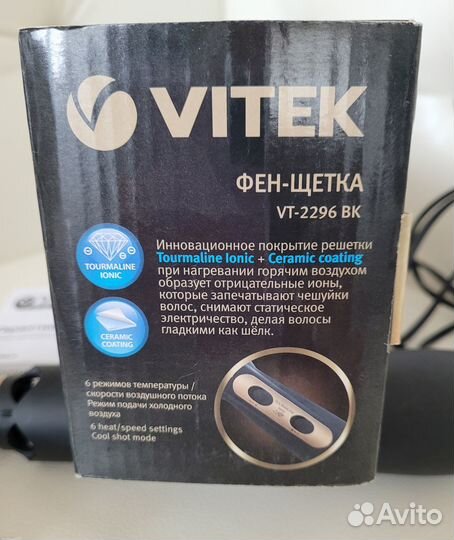 VITEK
ФЕН-ЩЕТКА
VT-2296 BK
TOURMALINE
IONIC
Инновационное покрытие решетки
Tourmaline Ionic + Ceramic coating
при нагревании горячим воздухом
образует отрицательные ионы,
которые запечатывают чешуйки
волос, снимают статическое
электричество, делая волосы
гладкими как шёлк.
CERAMIC
COATING
6 режимов температуры /
скорости воздушного потока
Режим подачи холодного
воздуха
6 heat/speed settings
Cool shot mode
Avito